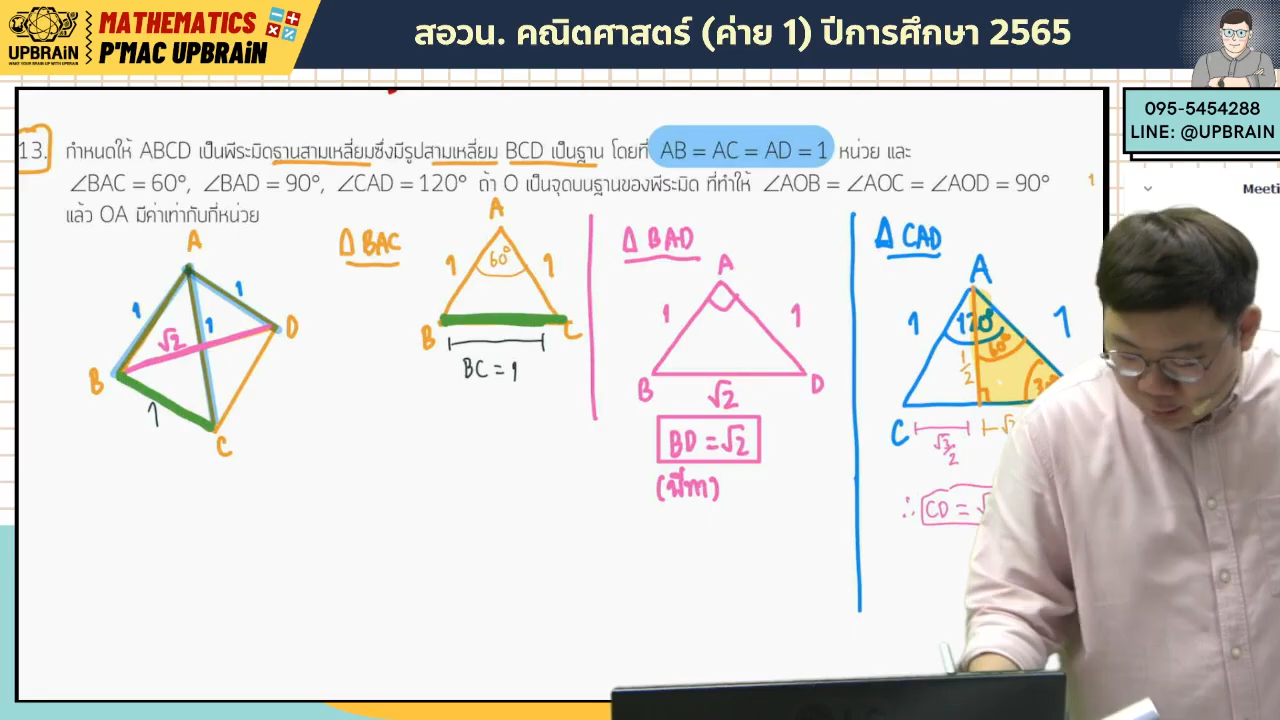 UPBRAiN
MATHEMATICS
P'MAC UPBRAiN
สอวน. คณิตศาสตร์ (ค่าย 1) ปีการศึกษา 2565
095-5454288
LINE: @UPBRAIN
13. กำหนดให้ ABCD เป็นพีระมิดฐานสามเหลี่ยมซึ่งมีรูปสามเหลี่ยม BCD เป็นฐาน โดยที่ AB = AC = AD = 1 หน่วย และ
∠BAC = 60°, ∠BAD = 90°, ∠CAD = 120° ถ้า O เป็นจุดบนฐานของพีระมิด ที่ทำให้ ∠AOB = ∠AOC = ∠AOD = 90°
แล้ว OA มีค่าเท่ากับกี่หน่วย
A
1
1
1
√2
B
D
C
1
Δ BAC
A
60°
1
1
B
C
BC = 1
Δ BAD
A
1
1
B
D
√2
BD = √2
(พีทา)
Δ CAD
A
1
120°
1
60°
1/2
C
√3/2
∴ CD = √
Meeti